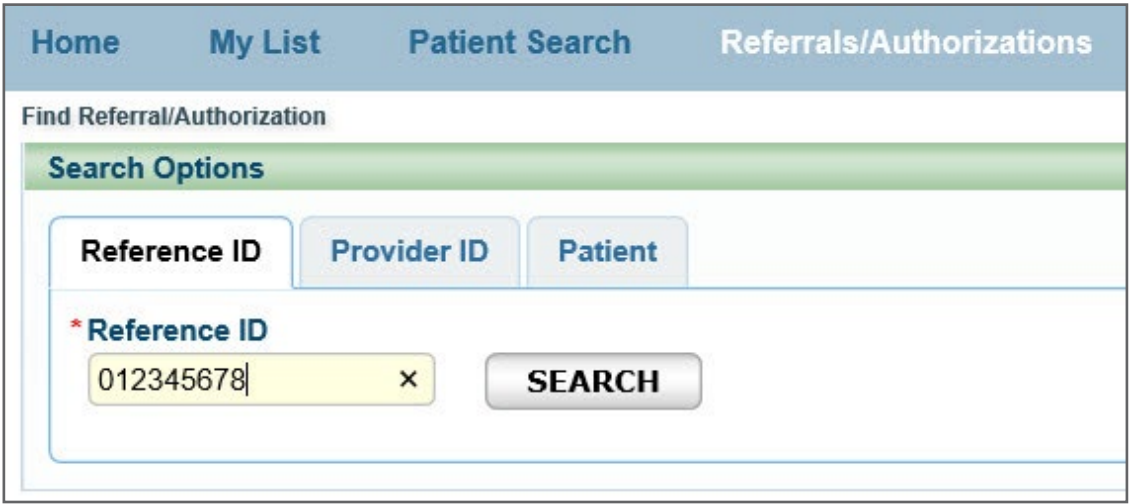 Home My List Patient Search Referrals/Authorizations
Find Referral/Authorization
Search Options
Reference ID Provider ID Patient
*Reference ID
012345678 × SEARCH